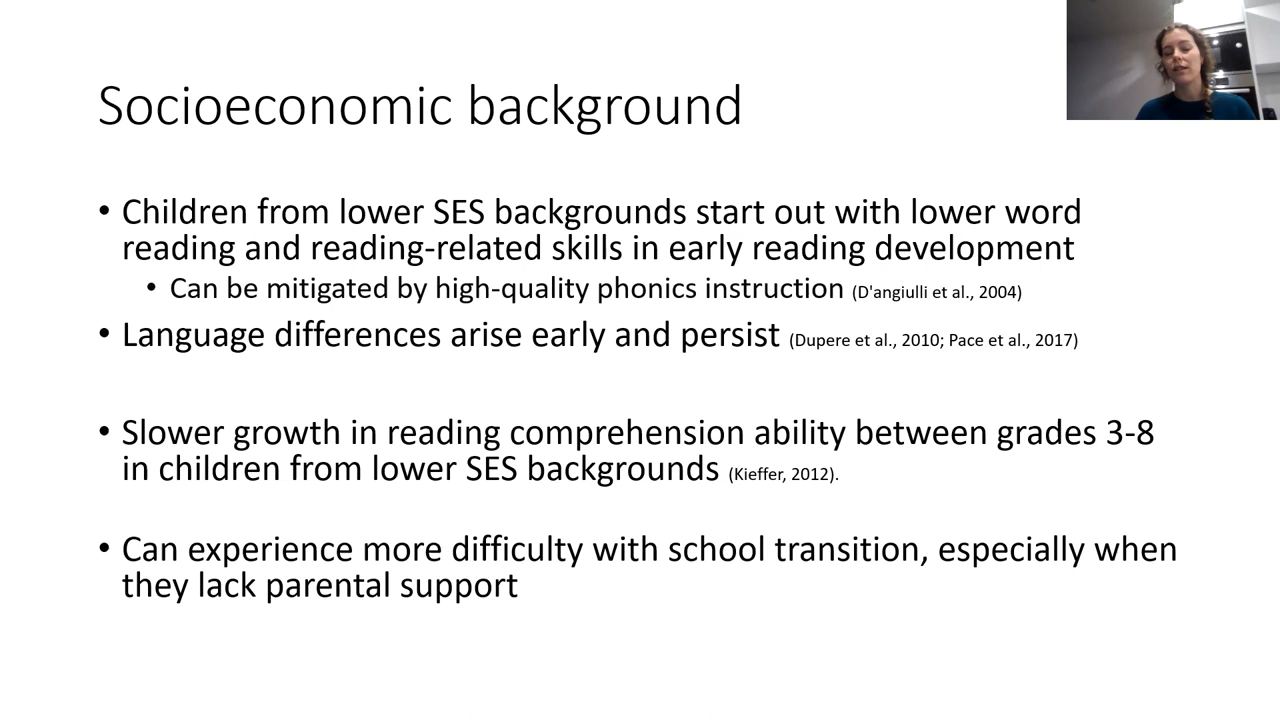 Socioeconomic background
• Children from lower SES backgrounds start out with lower word
reading and reading-related skills in early reading development
• Can be mitigated by high-quality phonics instruction (D'angiulli et al., 2004)
• Language differences arise early and persist (Dupere et al., 2010; Pace et al., 2017)
• Slower growth in reading comprehension ability between grades 3-8
in children from lower SES backgrounds (Kieffer, 2012).
• Can experience more difficulty with school transition, especially when
they lack parental support